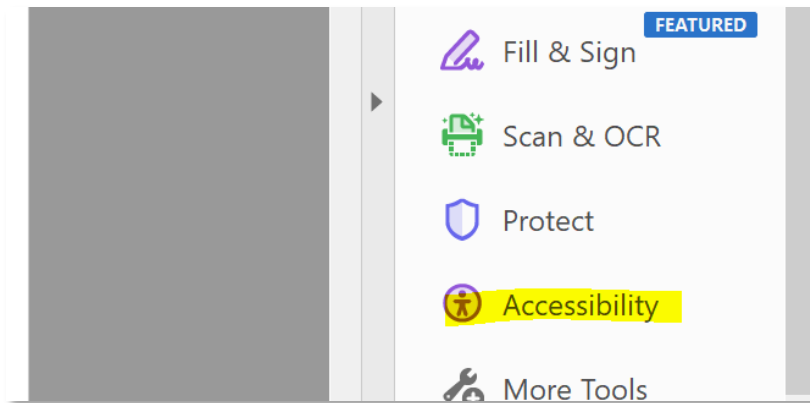 FEATURED
Fill & Sign
Scan & OCR
Protect
Accessibility
More Tools